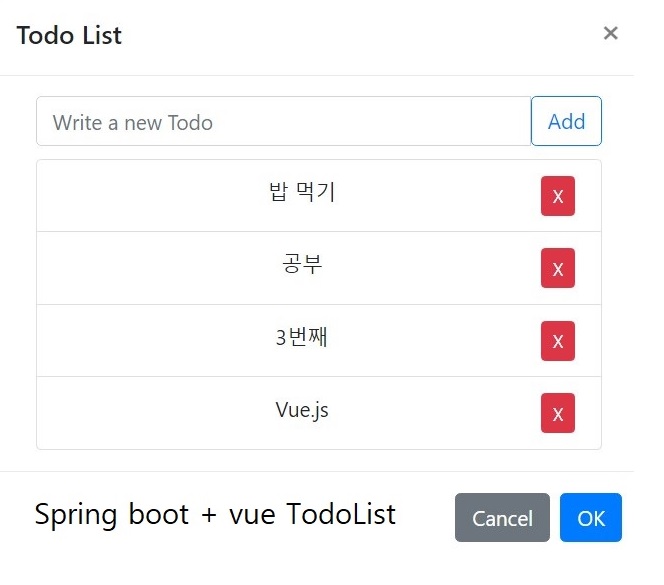 Todo List ×
Write a new Todo Add
밥 먹기 X
공부 X
3번째 X
Vue.js X
Spring boot + vue TodoList Cancel OK